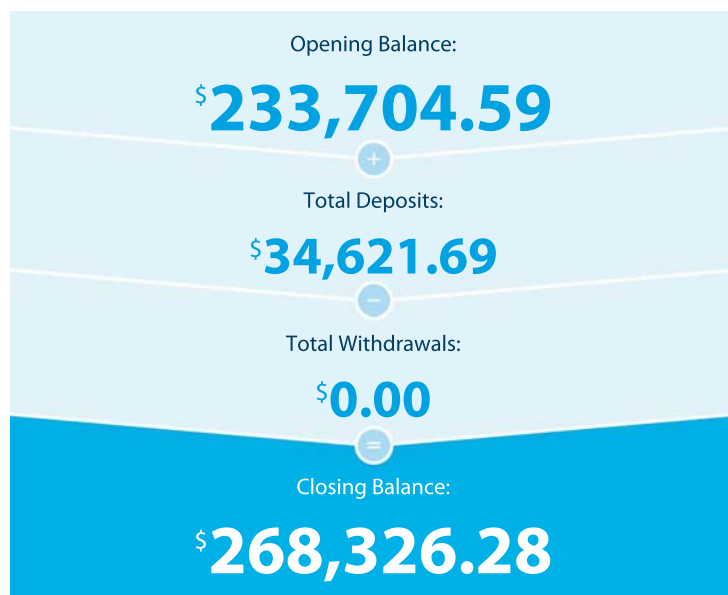 Opening Balance:
$233,704.59
+
Total Deposits:
$34,621.69
−
Total Withdrawals:
$0.00
=
Closing Balance:
$268,326.28